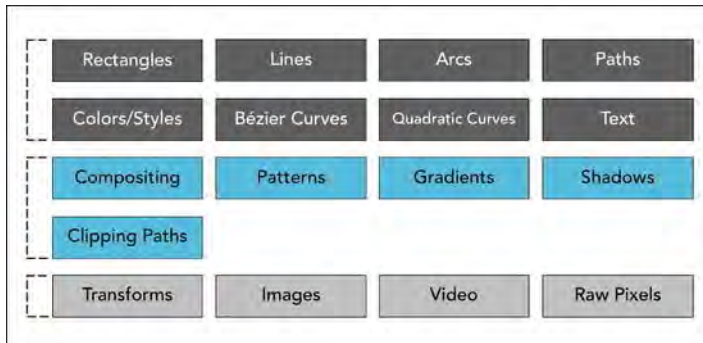 Rectangles Lines Arcs Paths
Colors/Styles Bézier Curves Quadratic Curves Text
Compositing Patterns Gradients Shadows
Clipping Paths
Transforms Images Video Raw Pixels